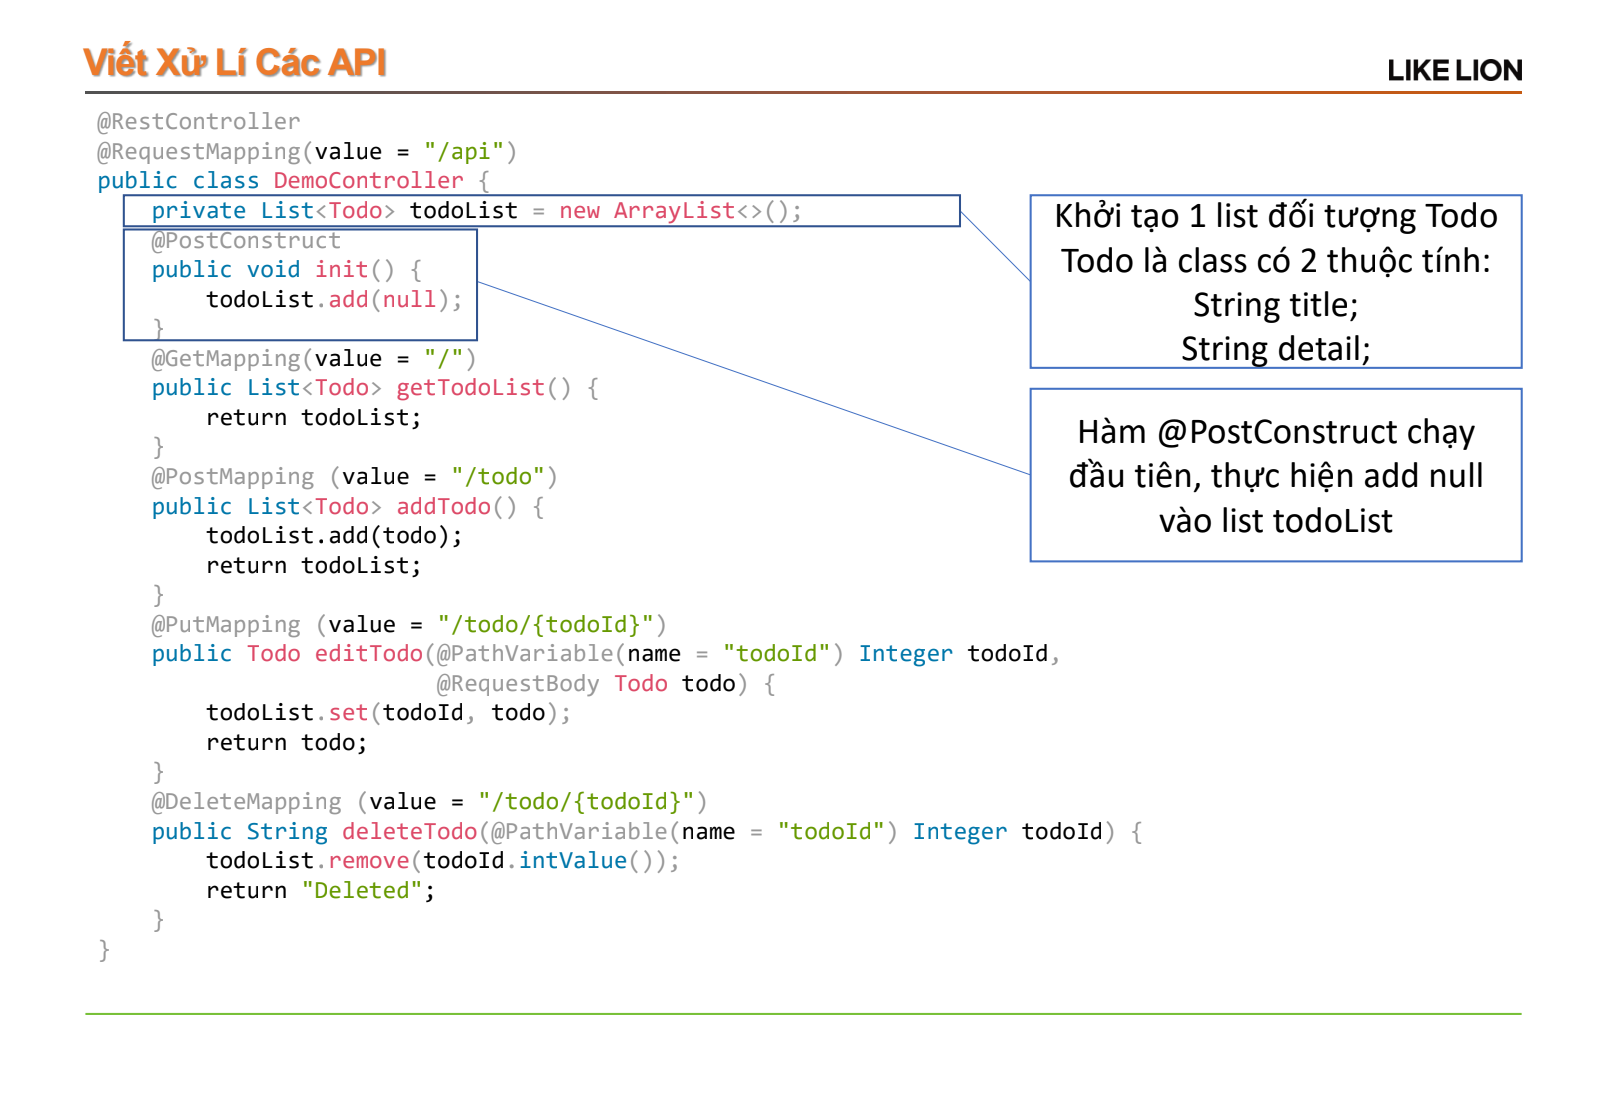 Viết Xử Lí Các API
LIKE LION
@RestController
@RequestMapping(value = "/api")
public class DemoController {
    private List<Todo> todoList = new ArrayList<>();
    @PostConstruct
    public void init() {
        todoList.add(null);
    }
    @GetMapping(value = "/")
    public List<Todo> getTodoList() {
        return todoList;
    }
    @PostMapping (value = "/todo")
    public List<Todo> addTodo() {
        todoList.add(todo);
        return todoList;
    }
    @PutMapping (value = "/todo/{todoId}")
    public Todo editTodo(@PathVariable(name = "todoId") Integer todoId,
                         @RequestBody Todo todo) {
        todoList.set(todoId, todo);
        return todo;
    }
    @DeleteMapping (value = "/todo/{todoId}")
    public String deleteTodo(@PathVariable(name = "todoId") Integer todoId) {
        todoList.remove(todoId.intValue());
        return "Deleted";
    }
}
Khởi tạo 1 list đối tượng Todo
Todo là class có 2 thuộc tính:
String title;
String detail;
Hàm @PostConstruct chạy
đầu tiên, thực hiện add null
vào list todoList